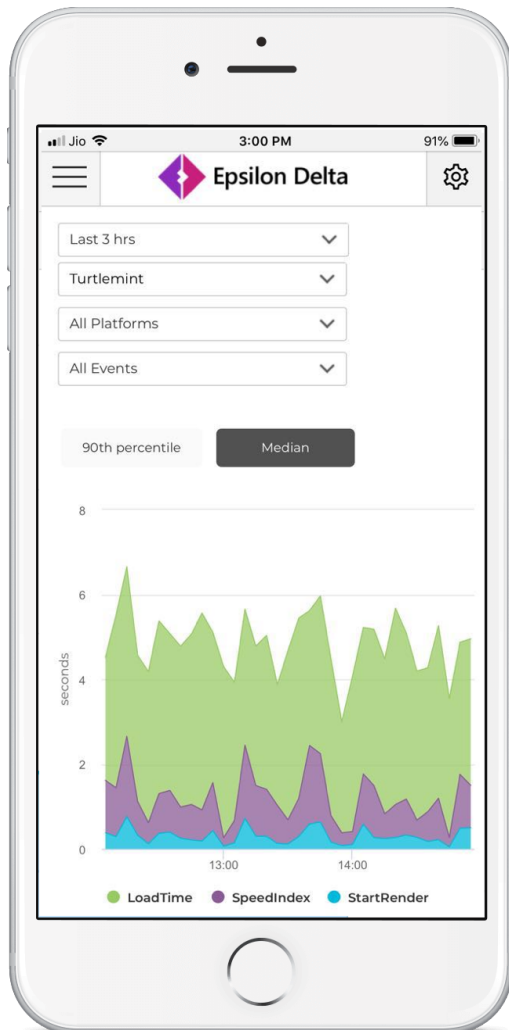 Jio 3:00 PM 91%
Epsilon Delta
Last 3 hrs
Turtlemint
All Platforms
All Events
90th percentile Median
8
6
4
2
0
seconds
13:00 14:00
LoadTime SpeedIndex StartRender